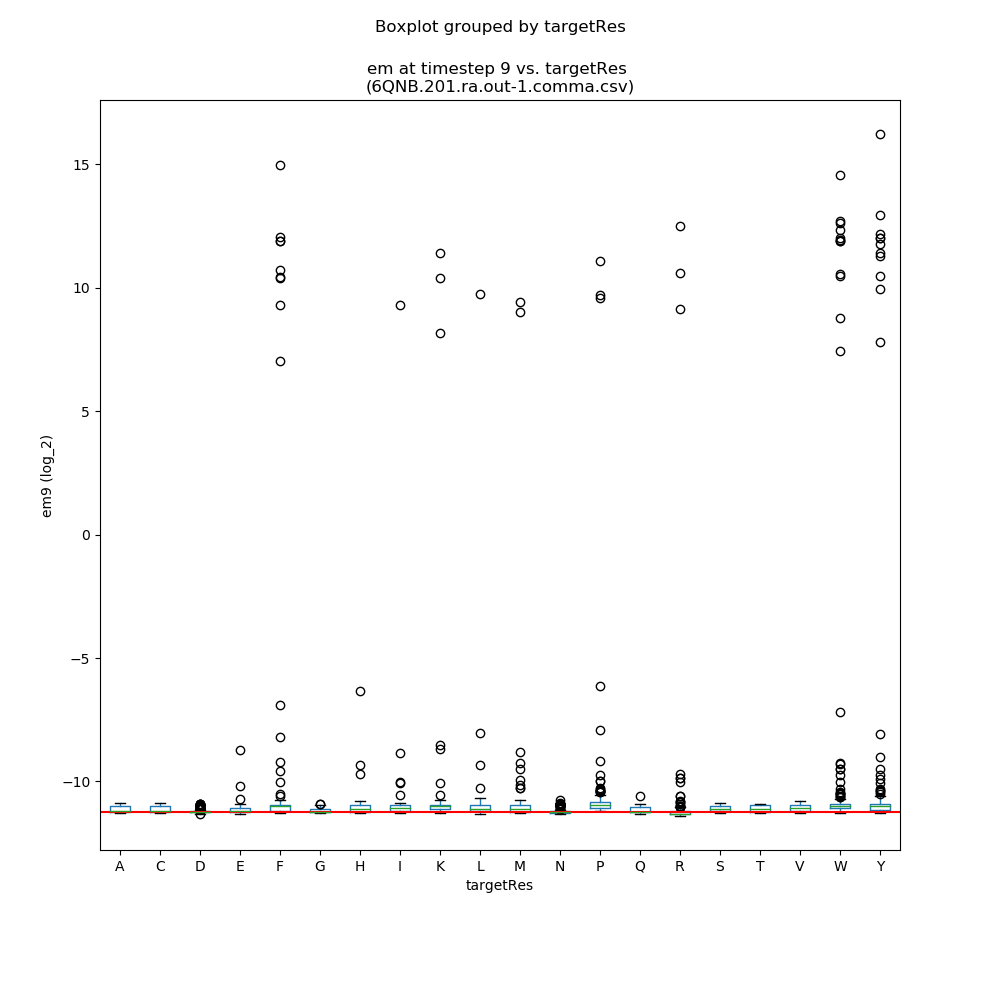 Boxplot grouped by targetRes
em at timestep 9 vs. targetRes
(6QNB.201.ra.out-1.comma.csv)
15
10
5
0
−5
−10
em9 (log_2)
A C D E F G H I K L M N P Q R S T V W Y
targetRes